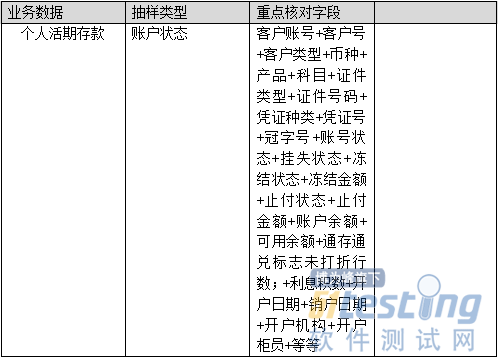 业务数据
抽样类型
重点核对字段
个人活期存款
账户状态
客户账号+客户号
+客户类型+币种+
产品+科目+证件
类型+证件号码+
凭证种类+凭证号
+冠字号+账号状
态+挂失状态+冻
结状态+冻结金额
+止付状态+止付
金额+账户余额+
可用余额+通存通
兑标志未打折行
数;+利息积数+开
户日期+销户日期
+开户机构+开户
柜员+等等
testing
软件测试网